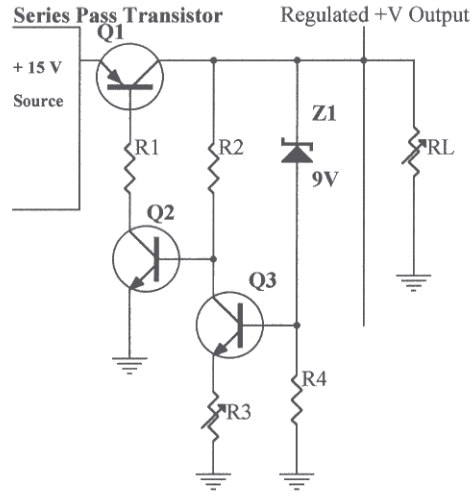 Series Pass Transistor
Regulated +V Output
Q1
+ 15 V
Source
Z1
R1
R2
RL
9V
Q2
Q3
R4
R3